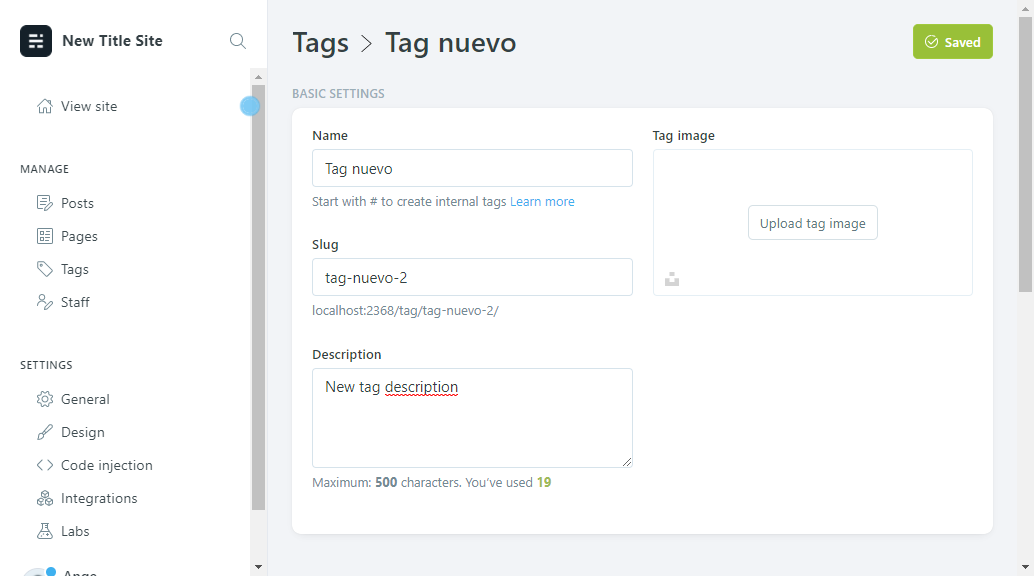 New Title Site
View site
MANAGE
Posts
Pages
Tags
Staff
SETTINGS
General
Design
Code injection
Integrations
Labs
Ange
Tags > Tag nuevo
Saved
BASIC SETTINGS
Name
Tag nuevo
Start with # to create internal tags Learn more
Slug
tag-nuevo-2
localhost:2368/tag/tag-nuevo-2/
Description
New tag description
Maximum: 500 characters. You've used 19
Tag image
Upload tag image